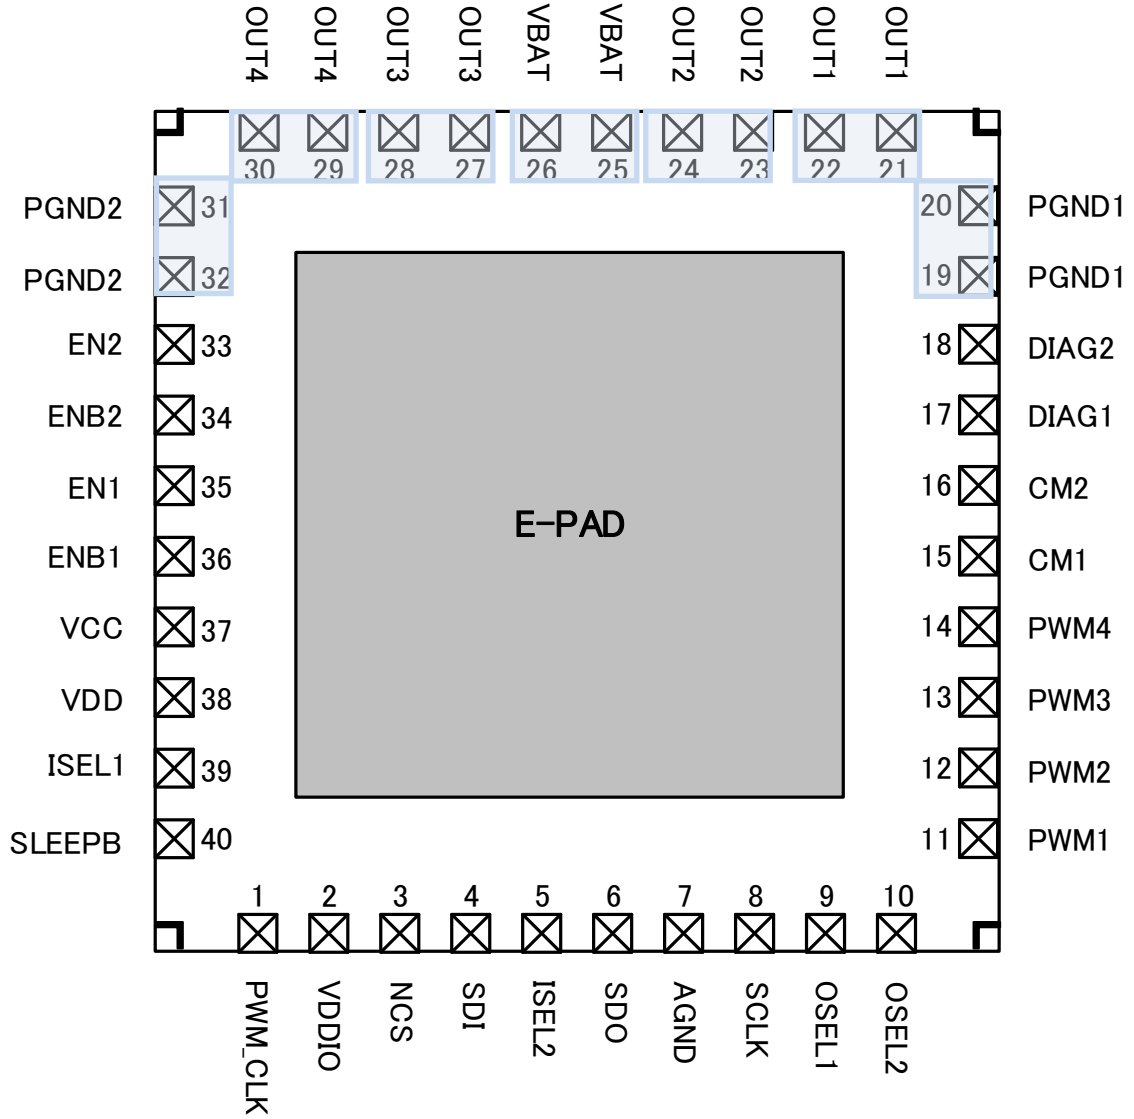 OUT4 OUT4 OUT3 OUT3 VBAT VBAT OUT2 OUT2 OUT1 OUT1
30 29 28 27 26 25 24 23 22 21
PGND2 31 20 PGND1
PGND2 32 19 PGND1
EN2 33 18 DIAG2
ENB2 34 17 DIAG1
EN1 35 16 CM2
E-PAD
ENB1 36 15 CM1
VCC 37 14 PWM4
VDD 38 13 PWM3
ISEL1 39 12 PWM2
SLEEPB 40 11 PWM1
1 2 3 4 5 6 7 8 9 10
PWM_CLK VDDIO NCS SDI ISEL2 SDO AGND SCLK OSEL1 OSEL2